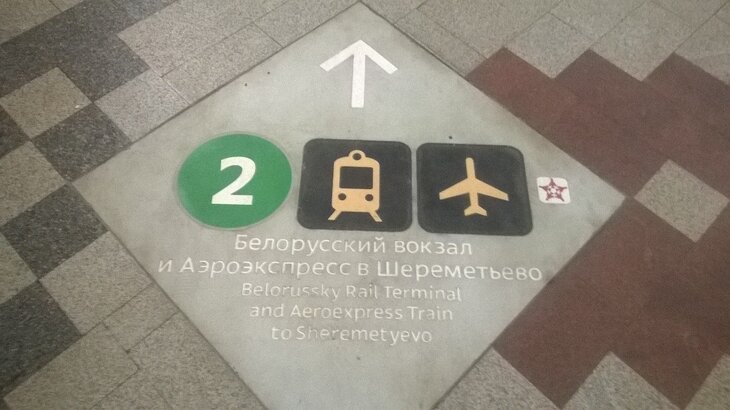 2
Белорусский вокзал
и Аэроэкспресс в Шереметьево
Belorussky Rail Terminal
and Aeroexpress Train
to Sheremetyevo